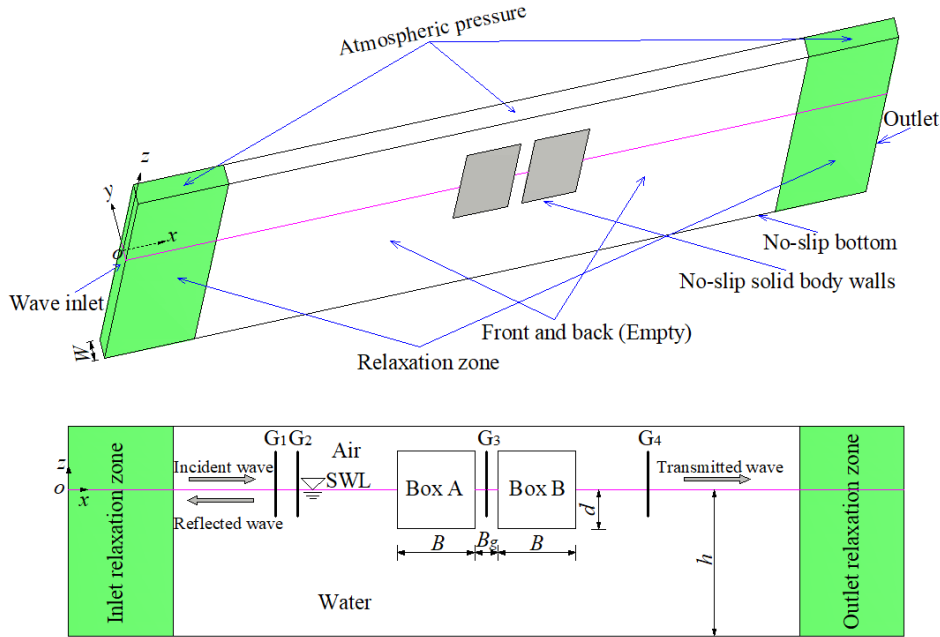 Atmospheric pressure
z
y
x
o
Outlet
No-slip bottom
Wave inlet
No-slip solid body walls
Front and back (Empty)
W
Relaxation zone
G1 G2
Air
G3
G4
z
Incident wave
SWL
Transmitted wave
o
x
Box A
Box B
d
Reflected wave
B
Bg
B
h
Water
Inlet relaxation zone
Outlet relaxation zone